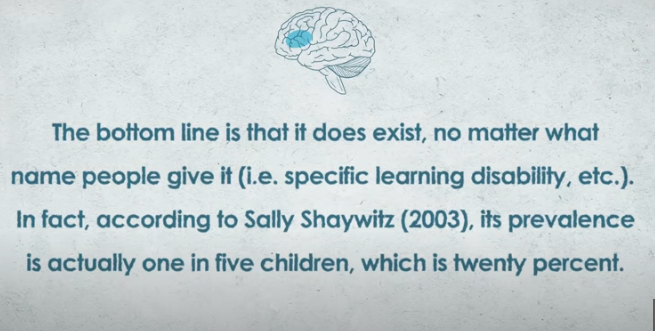 The bottom line is that it does exist, no matter what
name people give it (i.e. specific learning disability, etc.).
In fact, according to Sally Shaywitz (2003), its prevalence
is actually one in five children, which is twenty percent.